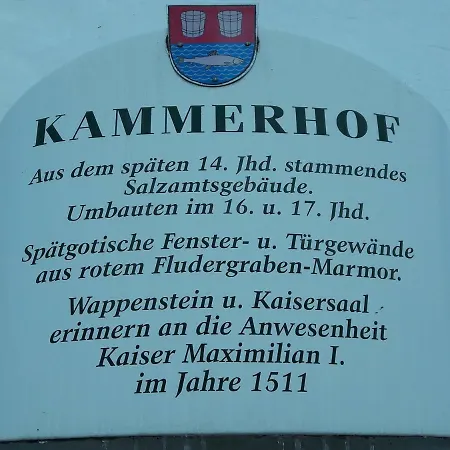 KAMMERHOF
Aus dem späten 14. Jhd. stammendes
Salzamtsgebäude.
Umbauten im 16. u. 17. Jhd.
Spätgotische Fenster- u. Türgewände
aus rotem Fludergraben-Marmor.
Wappenstein u. Kaisersaal
erinnern an die Anwesenheit
Kaiser Maximilian I.
im Jahre 1511